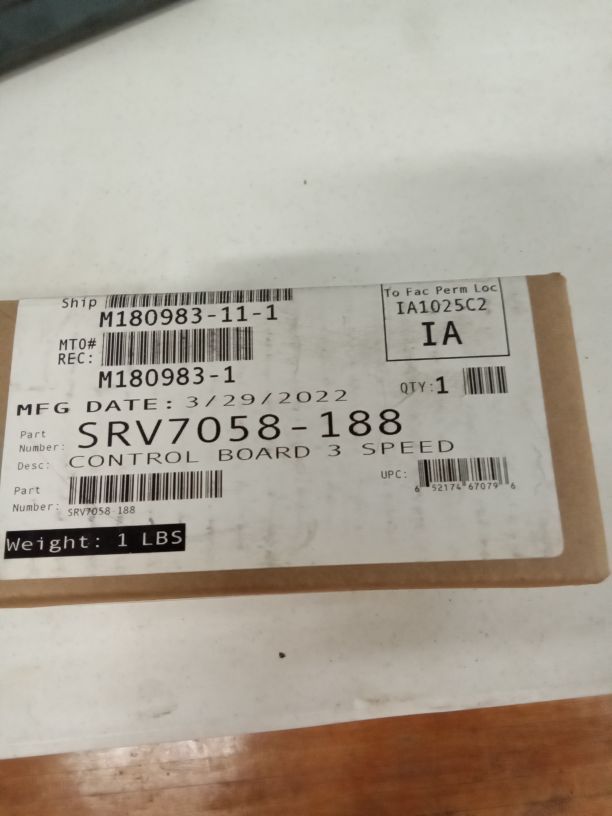 Ship
M180983-11-1
MTO#
REC:
M180983-1
To Fac Perm Loc
IA1025C2
IA
QTY:1
MFG DATE: 3/29/2022
Part
Number: SRV7058-188
Desc: CONTROL BOARD 3 SPEED
Part
Number: SRV7058-188
UPC:
6 52174 67079 6
Weight: 1 LBS